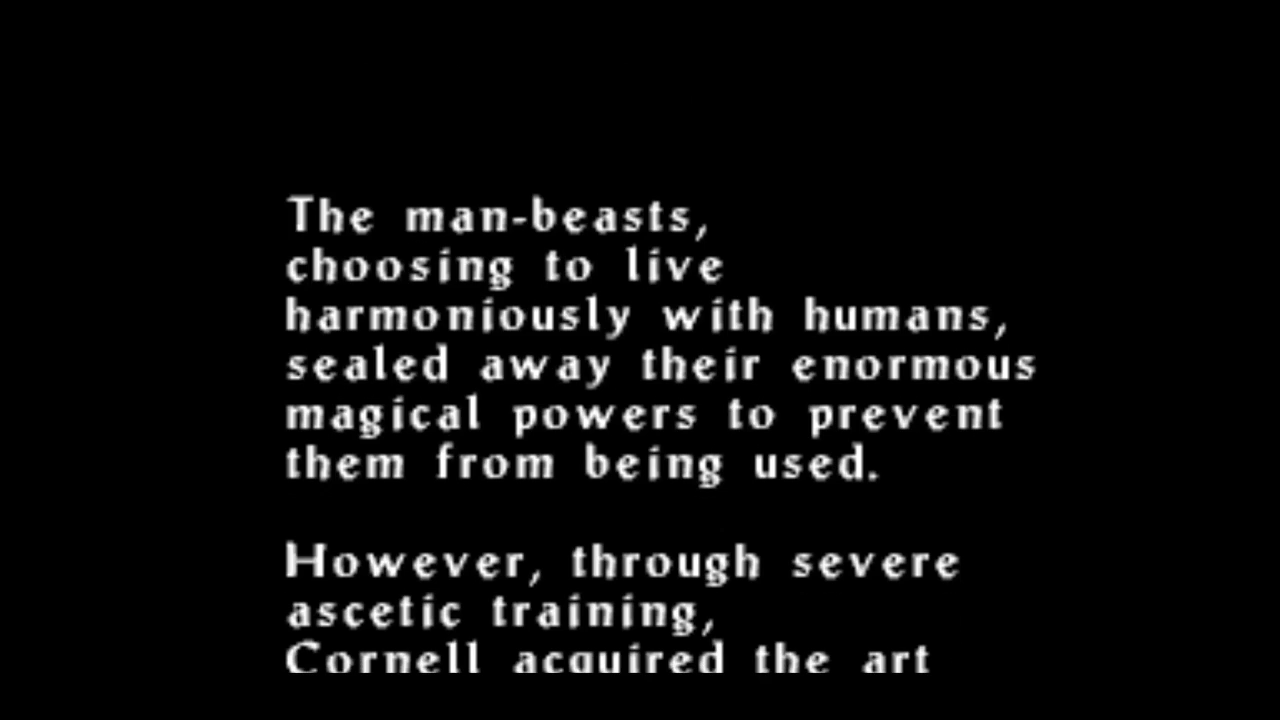 The man-beasts,
choosing to live
harmoniously with humans,
sealed away their enormous
magical powers to prevent
them from being used.
However, through severe
ascetic training,
Cornell acquired the art